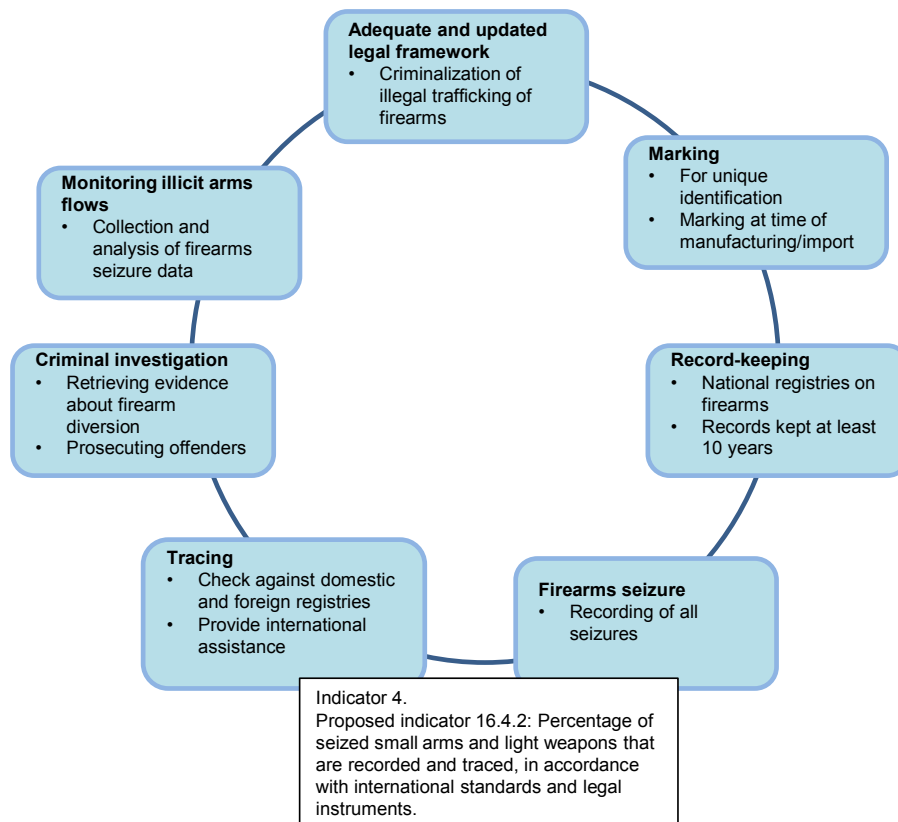 Adequate and updated
legal framework
• Criminalization of
illegal trafficking of
firearms
Marking
• For unique
identification
• Marking at time of
manufacturing/import
Record-keeping
• National registries on
firearms
• Records kept at least
10 years
Firearms seizure
• Recording of all
seizures
Tracing
• Check against domestic
and foreign registries
• Provide international
assistance
Criminal investigation
• Retrieving evidence
about firearm
diversion
• Prosecuting offenders
Monitoring illicit arms
flows
• Collection and
analysis of firearms
seizure data
Indicator 4.
Proposed indicator 16.4.2: Percentage of
seized small arms and light weapons that
are recorded and traced, in accordance
with international standards and legal
instruments.